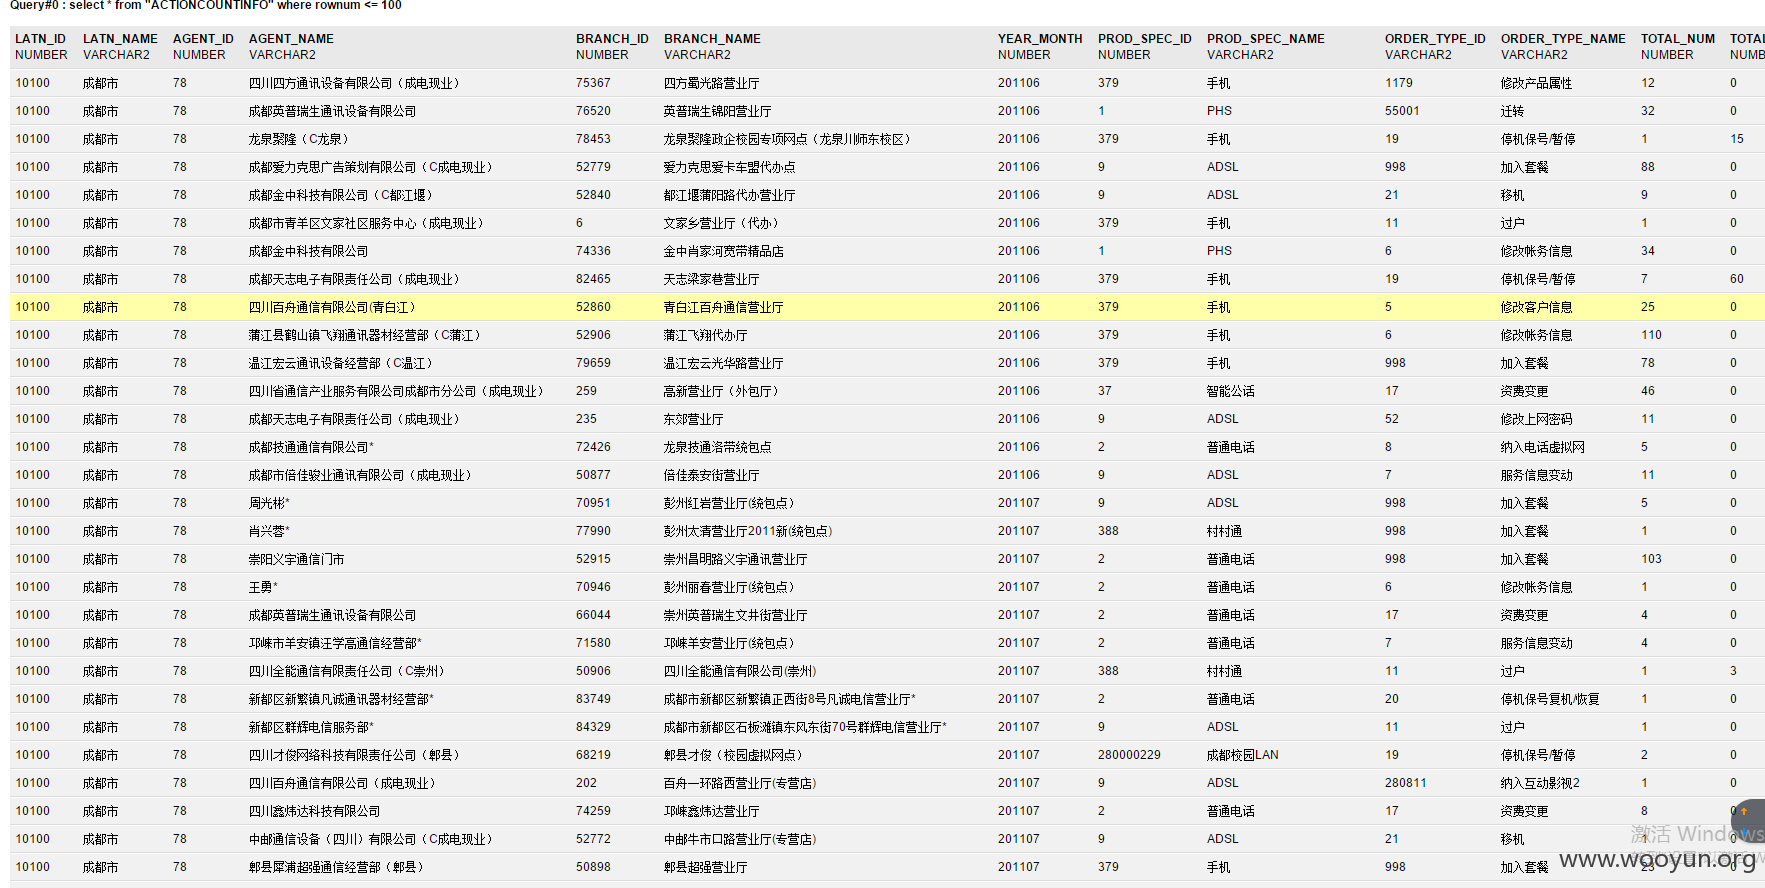 Query#0 : select * from "ACTIONCOUNTINFO" where rownum <= 100
LATN_ID LATN_NAME AGENT_ID AGENT_NAME BRANCH_ID BRANCH_NAME YEAR_MONTH PROD_SPEC_ID PROD_SPEC_NAME ORDER_TYPE_ID ORDER_TYPE_NAME TOTAL_NUM TOTAL
NUMBER VARCHAR2 NUMBER VARCHAR2 NUMBER VARCHAR2 NUMBER NUMBER VARCHAR2 VARCHAR2 VARCHAR2 NUMBER NUMB
10100 成都市 78 四川四方通讯设备有限公司（成电现业） 75367 四方蜀光路营业厅 201106 379 手机 1179 修改产品属性 12 0
10100 成都市 78 成都英普瑞生通讯设备有限公司 76520 英普瑞生锦阳营业厅 201106 1 PHS 55001 迁转 32 0
10100 成都市 78 龙泉聚隆（C龙泉） 78453 龙泉聚隆政企校园专项网点（龙泉川师东校区） 201106 379 手机 19 停机保号/暂停 1 15
10100 成都市 78 成都爱力克思广告策划有限公司（C成电现业） 52779 爱力克思爱卡车盟代办点 201106 9 ADSL 998 加入套餐 88 0
10100 成都市 78 成都金中科技有限公司（C都江堰） 52840 都江堰蒲阳路代办营业厅 201106 9 ADSL 21 移机 9 0
10100 成都市 78 成都市青羊区文家社区服务中心（成电现业） 6 文家乡营业厅（代办） 201106 379 手机 11 过户 1 0
10100 成都市 78 成都金中科技有限公司 74336 金中肖家河宽带精品店 201106 1 PHS 6 修改帐务信息 34 0
10100 成都市 78 成都天志电子有限责任公司（成电现业） 82465 天志梁家巷营业厅 201106 379 手机 19 停机保号/暂停 7 60
10100 成都市 78 四川百舟通信有限公司(青白江） 52860 青白江百舟通信营业厅 201106 379 手机 5 修改客户信息 25 0
10100 成都市 78 蒲江县鹤山镇飞翔通讯器材经营部（C蒲江） 52906 蒲江飞翔代办厅 201106 379 手机 6 修改帐务信息 110 0
10100 成都市 78 温江宏云通讯设备经营部（C温江） 79659 温江宏云光华路营业厅 201106 379 手机 998 加入套餐 78 0
10100 成都市 78 四川省通信产业服务有限公司成都市分公司（成电现业） 259 高新营业厅（外包厅） 201106 37 智能公话 17 资费变更 46 0
10100 成都市 78 成都天志电子有限责任公司（成电现业） 235 东郊营业厅 201106 9 ADSL 52 修改上网密码 11 0
10100 成都市 78 成都技通通信有限公司* 72426 龙泉技通洛带统包点 201106 2 普通电话 8 纳入电话虚拟网 5 0
10100 成都市 78 成都市倍佳骏业通讯有限公司（成电现业） 50877 倍佳泰安街营业厅 201106 9 ADSL 7 服务信息变动 11 0
10100 成都市 78 周光彬* 70951 彭州红岩营业厅(统包点） 201107 9 ADSL 998 加入套餐 5 0
10100 成都市 78 肖兴蓉* 77990 彭州太清营业厅2011新(统包点) 201107 388 村村通 998 加入套餐 1 0
10100 成都市 78 崇阳义宇通信门市 52915 崇州昌明路义宇通讯营业厅 201107 2 普通电话 998 加入套餐 103 0
10100 成都市 78 王勇* 70946 彭州丽春营业厅(统包点） 201107 2 普通电话 6 修改帐务信息 1 0
10100 成都市 78 成都英普瑞生通讯设备有限公司 66044 崇州英普瑞生文井街营业厅 201107 2 普通电话 17 资费变更 4 0
10100 成都市 78 邛崃市羊安镇汪学高通信经营部* 71580 邛崃羊安营业厅(统包点） 201107 2 普通电话 7 服务信息变动 4 0
10100 成都市 78 四川全能通信有限责任公司（C崇州） 50906 四川全能通信有限公司(崇州) 201107 388 村村通 11 过户 1 3
10100 成都市 78 新都区新繁镇凡诚通讯器材经营部* 83749 成都市新都区新繁镇正西街8号凡诚电信营业厅* 201107 2 普通电话 20 停机保号复机/恢复 1 0
10100 成都市 78 新都区群辉电信服务部* 84329 成都市新都区石板滩镇东风东街70号群辉电信营业厅* 201107 9 ADSL 11 过户 1 0
10100 成都市 78 四川才俊网络科技有限责任公司（郫县） 68219 郫县才俊（校园虚拟网点） 201107 280000229 成都校园LAN 19 停机保号/暂停 2 0
10100 成都市 78 四川百舟通信有限公司（成电现业） 202 百舟一环路西营业厅(专营店) 201107 9 ADSL 280811 纳入互动影视2 1 0
10100 成都市 78 四川鑫炜达科技有限公司 74259 邛崃鑫炜达营业厅 201107 2 普通电话 17 资费变更 8 0
10100 成都市 78 中邮通信设备（四川）有限公司（C成电现业） 52772 中邮牛市口路营业厅(专营店) 201107 9 ADSL 21 移机 1 0
激活 Windows
10100 成都市 78 郫县犀浦超强通信经营部（郫县） 50898 郫县超强营业厅 201107 379 手机 998 加入套餐 23 0
www.wooyun.org